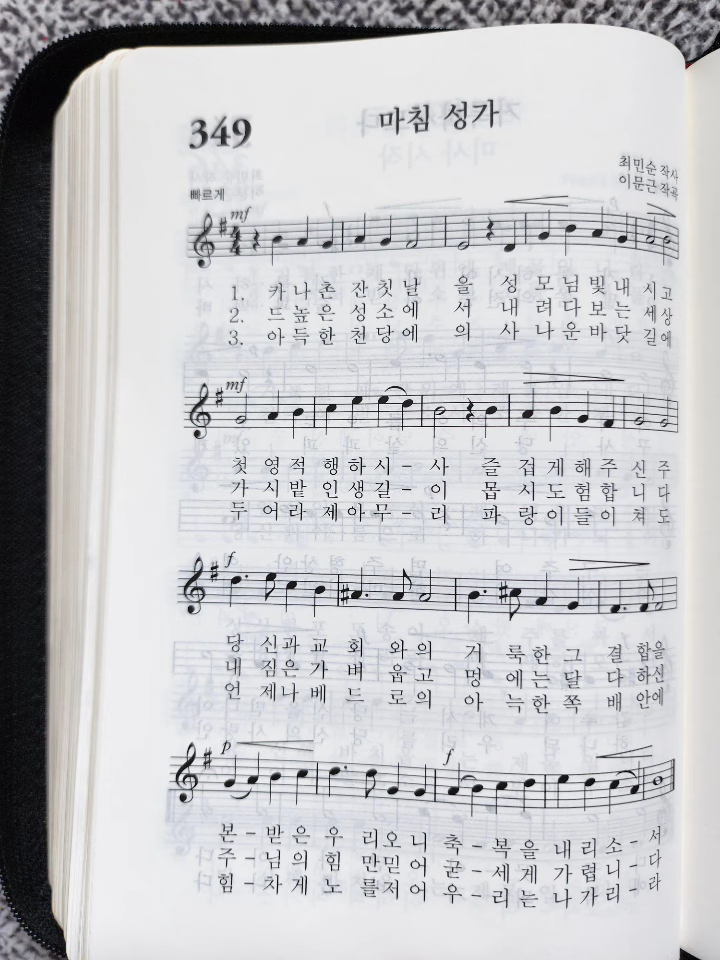 349
마침 성가
최민순 작사
이문근 작곡
빠르게
mf
1. 카 나 촌 잔 칫 날 을 성 모 님 빛 내 시 고
2. 드 높 은 성 소 에 서 내 려 다 보 는 세 상
3. 아 득 한 천 당 에 의 사 나 운 바 닷 길 에
mf
첫 영 적 행 하 시 - 사 즐 겁 게 해 주 신 주
가 시 밭 인 생 길 - 이 몹 시 도 험 합 니 다
두 어 라 제 아 무 - 리 파 랑 이 들 이 쳐 도
f
당 신 과 교 회 와 의 거 룩 한 그 결 합 을
내 짐 은 가 벼 웁 고 멍 에 는 달 다 하 신
언 제 나 베 드 로 의 아 늑 한 쪽 배 안 에
p f
본 - 받 은 우 리 오 니 축 - 복 을 내 리 소 - 서
주 - 님 의 힘 만 믿 어 굳 - 세 게 가 렵 니 - 다
힘 - 차 게 노 를 저 어 우 - 리 는 나 가 리 - 라